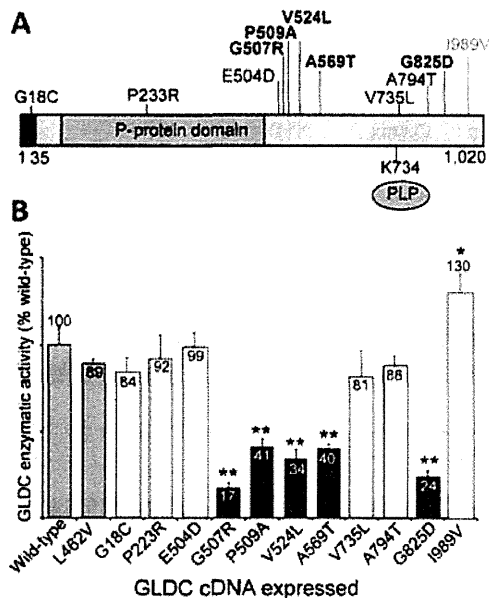 A
V524L
P509A
G507R
I989V
A569T
G825D
E504D
A794T
G18C
P233R
V735L
P-protein domain
1 35
1,020
K734
PLP
B
GLDC enzymatic activity (% wild-type)
100
89
84
92
99
** 17
** 41
** 34
** 40
81
88
** 24
* 130
Wild-type
L462V
G18C
P223R
E504D
G507R
P509A
V524L
A569T
V735L
A794T
G825D
I989V
GLDC cDNA expressed